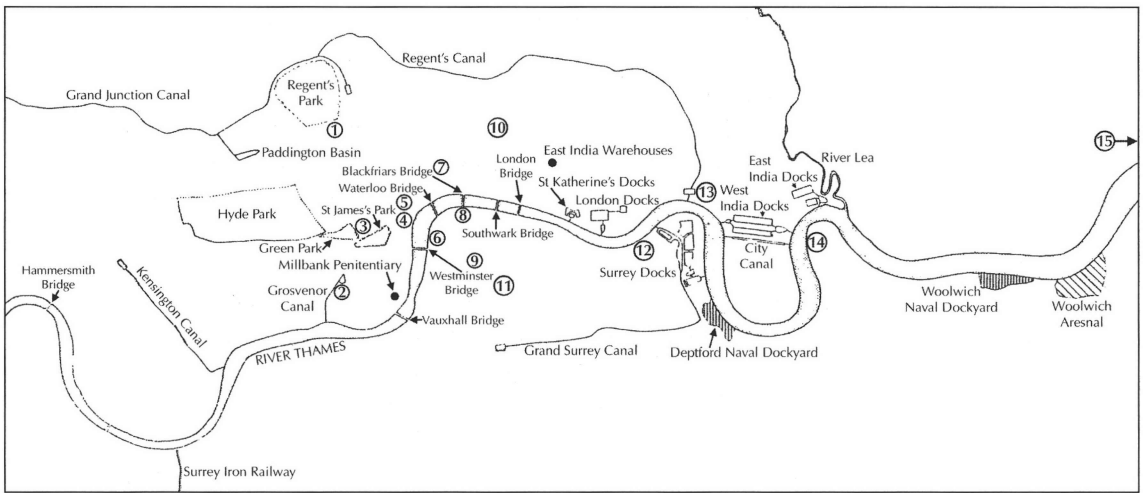 Regent's Canal
Grand Junction Canal
Regent's
Park
1
Paddington Basin
10
15
East India Warehouses
London
Bridge
Blackfriars Bridge
7
Waterloo Bridge
5
St Katherine's Docks
London Docks
13
East
India Docks
River Lea
West
India Docks
Hyde Park
St James's Park
3
4
8
Southwark Bridge
Green Park
6
12
14
City
Canal
Surrey Docks
Millbank Penitentiary
9
Westminster
Bridge
11
Hammersmith
Bridge
Kensington Canal
Grosvenor
Canal
2
Vauxhall Bridge
Woolwich
Naval Dockyard
Woolwich
Aresnal
RIVER THAMES
Grand Surrey Canal
Deptford Naval Dockyard
Surrey Iron Railway